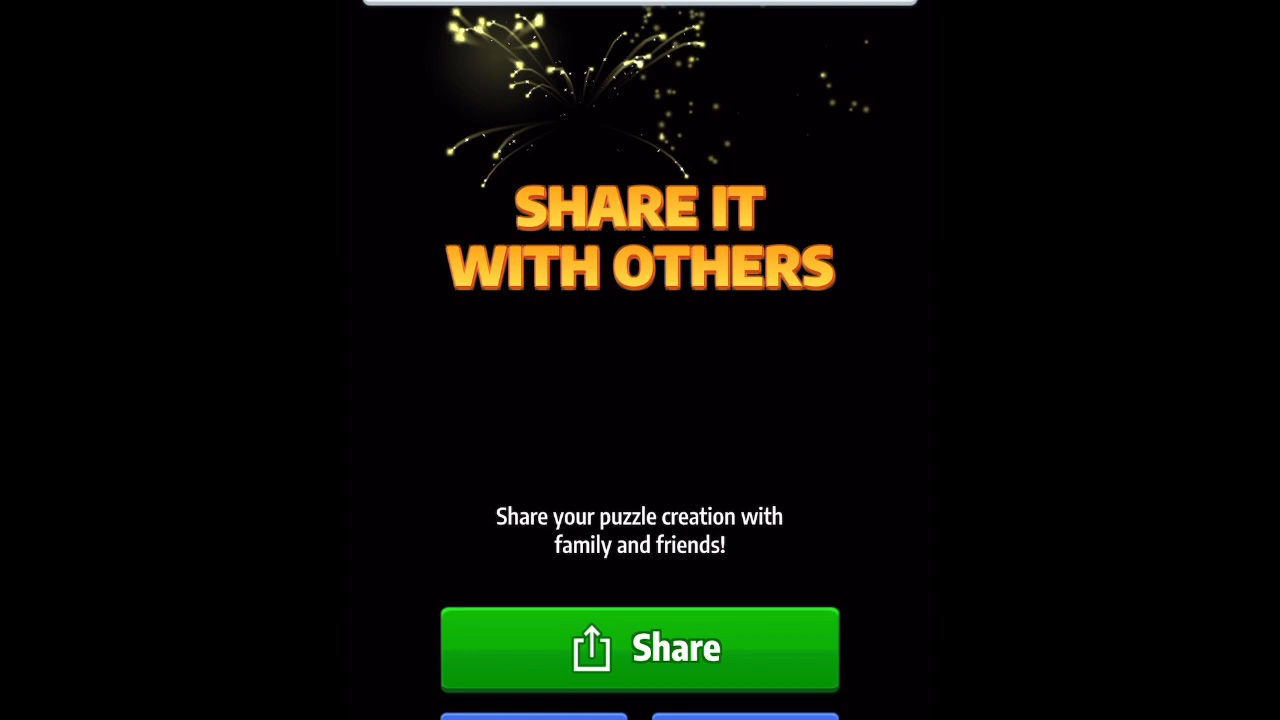 SHARE IT
WITH OTHERS
Share your puzzle creation with
family and friends!
Share